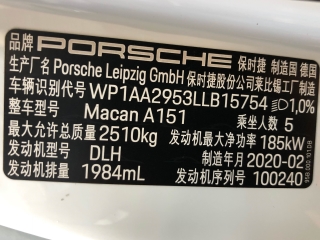 品牌 PORSCHE 保时捷 制造国 德国
生产厂名 Porsche Leipzig GmbH 保时捷股份公司莱比锡工厂制造
车辆识别代号 WP1AA2953LLB15754 1,0%
整车型号 Macan A151 乘坐人数 5
最大允许总质量 2510kg 发动机最大净功率 185kW
发动机型号 DLH 制造年月 2020-02
发动机排量 1984mL 发动机序列号 100240